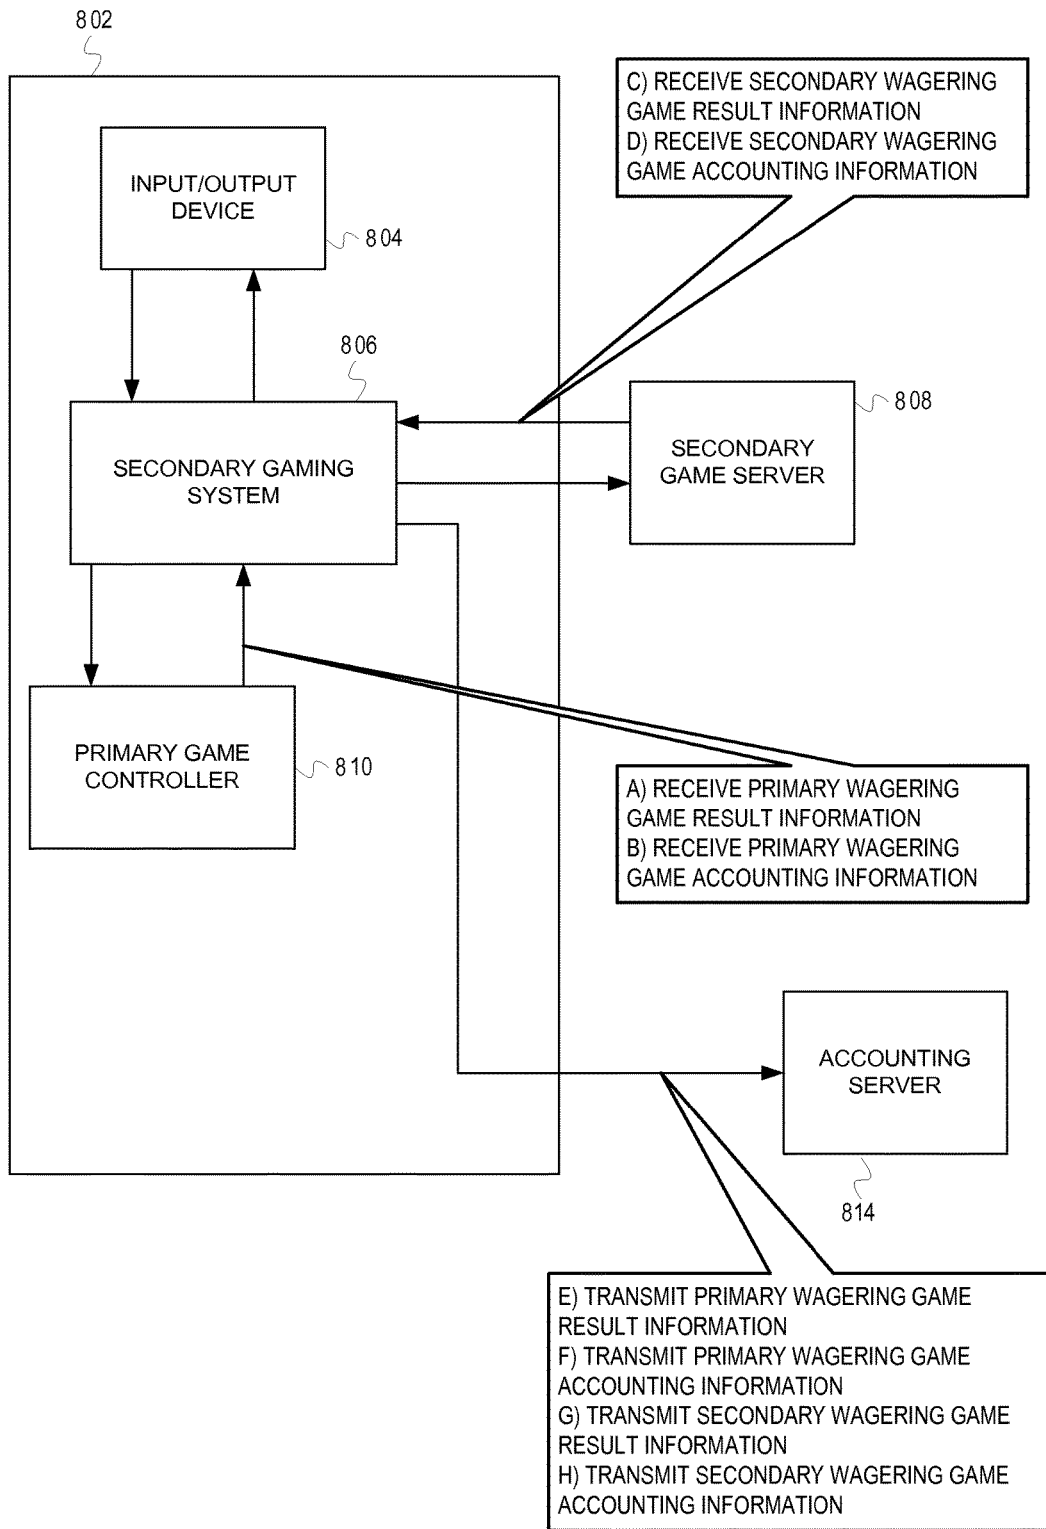 802
C) RECEIVE SECONDARY WAGERING
GAME RESULT INFORMATION
D) RECEIVE SECONDARY WAGERING
GAME ACCOUNTING INFORMATION
INPUT/OUTPUT
DEVICE
804
806
SECONDARY GAMING
SYSTEM
808
SECONDARY
GAME SERVER
PRIMARY GAME
CONTROLLER
810
A) RECEIVE PRIMARY WAGERING
GAME RESULT INFORMATION
B) RECEIVE PRIMARY WAGERING
GAME ACCOUNTING INFORMATION
ACCOUNTING
SERVER
814
E) TRANSMIT PRIMARY WAGERING GAME
RESULT INFORMATION
F) TRANSMIT PRIMARY WAGERING GAME
ACCOUNTING INFORMATION
G) TRANSMIT SECONDARY WAGERING GAME
RESULT INFORMATION
H) TRANSMIT SECONDARY WAGERING GAME
ACCOUNTING INFORMATION